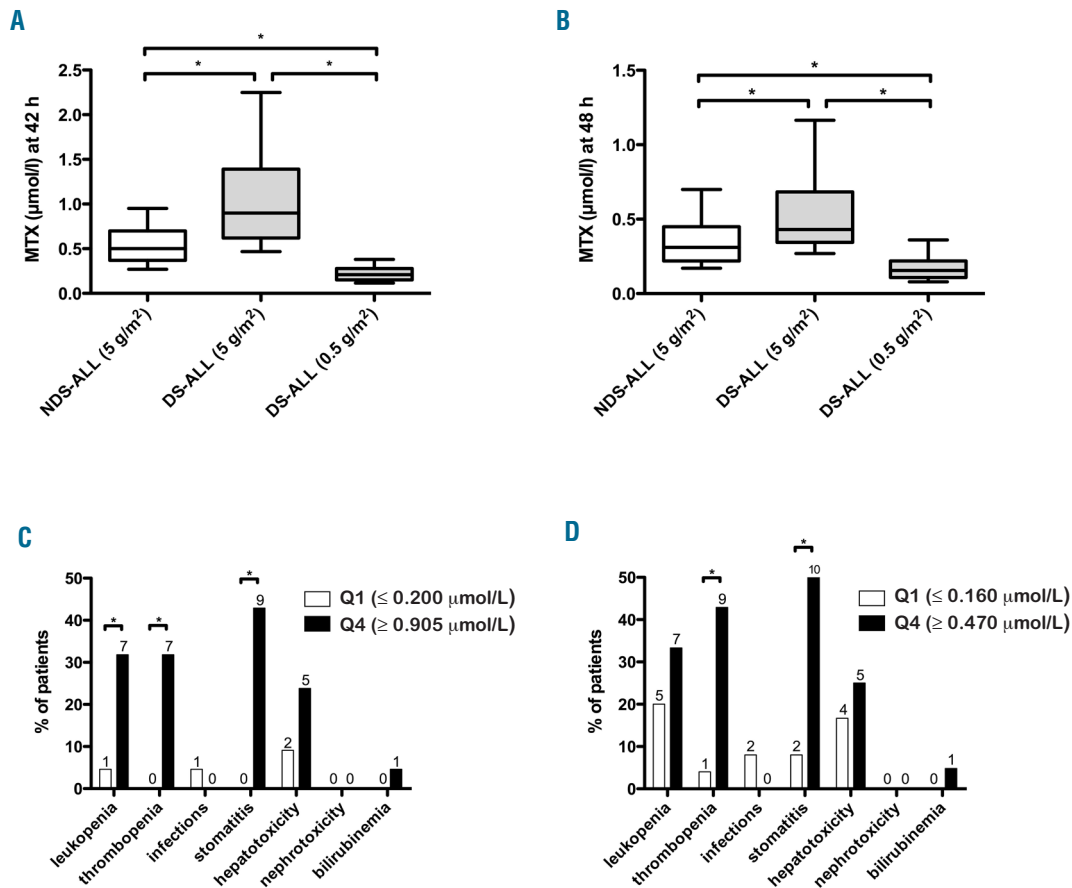 A
*
* *
2.5
2.0
1.5
1.0
0.5
0.0
MTX (µmol/l) at 42 h
NDS-ALL (5 g/m²)
DS-ALL (5 g/m²)
DS-ALL (0.5 g/m²)
B
*
* *
1.5
1.0
0.5
0.0
MTX (µmol/l) at 48 h
NDS-ALL (5 g/m²)
DS-ALL (5 g/m²)
DS-ALL (0.5 g/m²)
C
50
40
30
20
10
0
% of patients
* * *
1 7 0 7 1 0 0 9 2 5 0 0 0 1
Q1 (≤ 0.200 µmol/L)
Q4 (≥ 0.905 µmol/L)
leukopenia
thrombopenia
infections
stomatitis
hepatotoxicity
nephrotoxicity
bilirubinemia
D
50
40
30
20
10
0
% of patients
* *
5 7 1 9 2 0 2 10 4 5 0 0 0 1
Q1 (≤ 0.160 µmol/L)
Q4 (≥ 0.470 µmol/L)
leukopenia
thrombopenia
infections
stomatitis
hepatotoxicity
nephrotoxicity
bilirubinemia